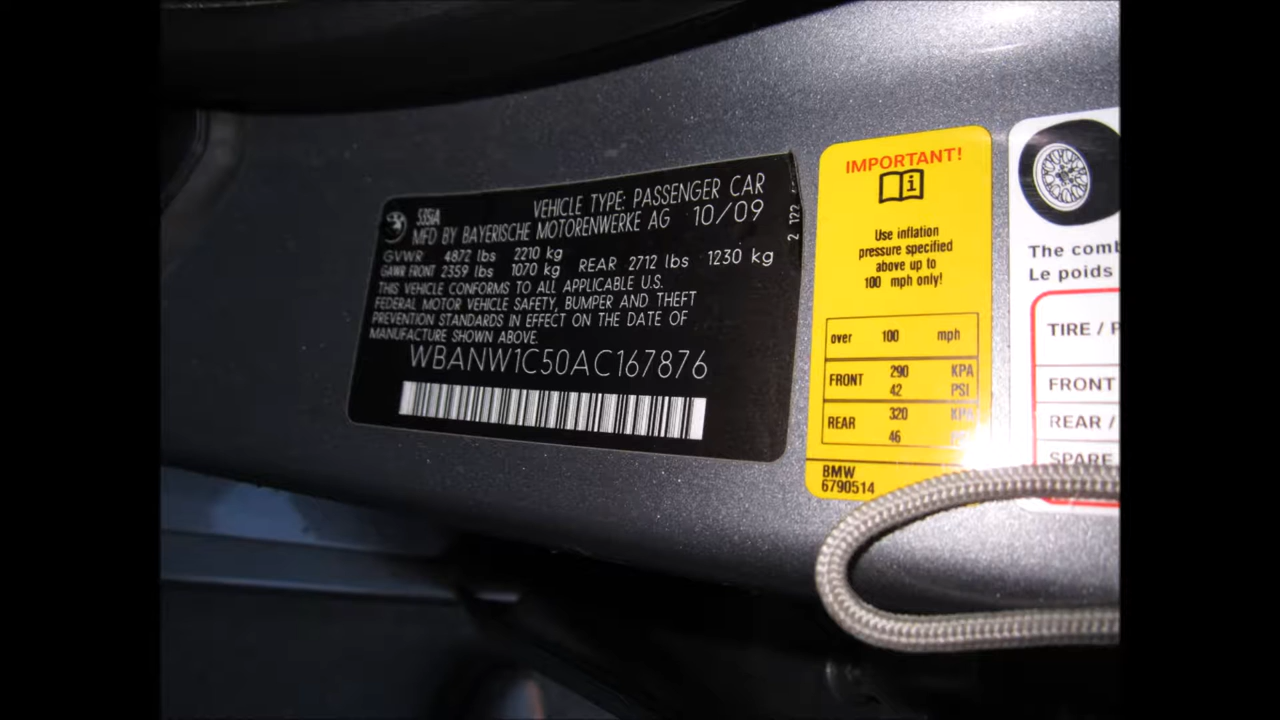 535iA
VEHICLE TYPE: PASSENGER CAR
MFD BY BAYERISCHE MOTORENWERKE AG 10/09
GVWR 4872 lbs 2210 kg
GAWR FRONT 2359 lbs 1070 kg REAR 2712 lbs 1230 kg
THIS VEHICLE CONFORMS TO ALL APPLICABLE U.S.
FEDERAL MOTOR VEHICLE SAFETY, BUMPER AND THEFT
PREVENTION STANDARDS IN EFFECT ON THE DATE OF
MANUFACTURE SHOWN ABOVE.
WBANW1C50AC167876
2 122
IMPORTANT!
i
Use inflation
pressure specified
above up to
100 mph only!
over 100 mph
FRONT 290 KPA
42 PSI
REAR 320 KPA
46
BMW
6790514
The comb
Le poids
TIRE /
FRONT
REAR /
SPARE